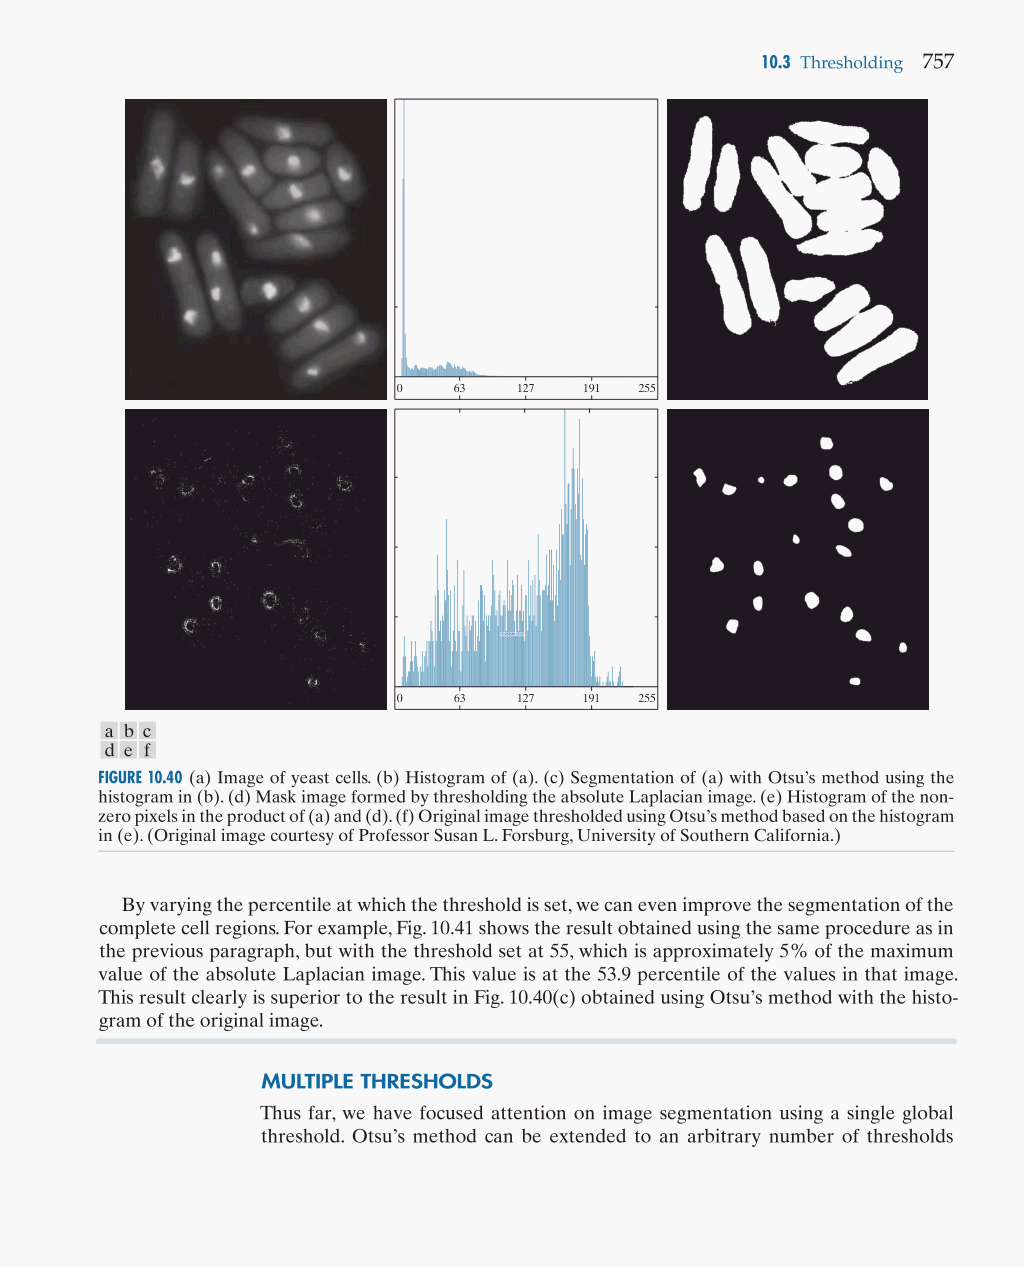 10.3 Thresholding 757
0 63 127 191 255
0 63 127 191 255
a b c
d e f
FIGURE 10.40 (a) Image of yeast cells. (b) Histogram of (a). (c) Segmentation of (a) with Otsu’s method using the
histogram in (b). (d) Mask image formed by thresholding the absolute Laplacian image. (e) Histogram of the non-
zero pixels in the product of (a) and (d). (f) Original image thresholded using Otsu’s method based on the histogram
in (e). (Original image courtesy of Professor Susan L. Forsburg, University of Southern California.)
By varying the percentile at which the threshold is set, we can even improve the segmentation of the
complete cell regions. For example, Fig. 10.41 shows the result obtained using the same procedure as in
the previous paragraph, but with the threshold set at 55, which is approximately 5% of the maximum
value of the absolute Laplacian image. This value is at the 53.9 percentile of the values in that image.
This result clearly is superior to the result in Fig. 10.40(c) obtained using Otsu’s method with the histo-
gram of the original image.
MULTIPLE THRESHOLDS
Thus far, we have focused attention on image segmentation using a single global
threshold. Otsu’s method can be extended to an arbitrary number of thresholds